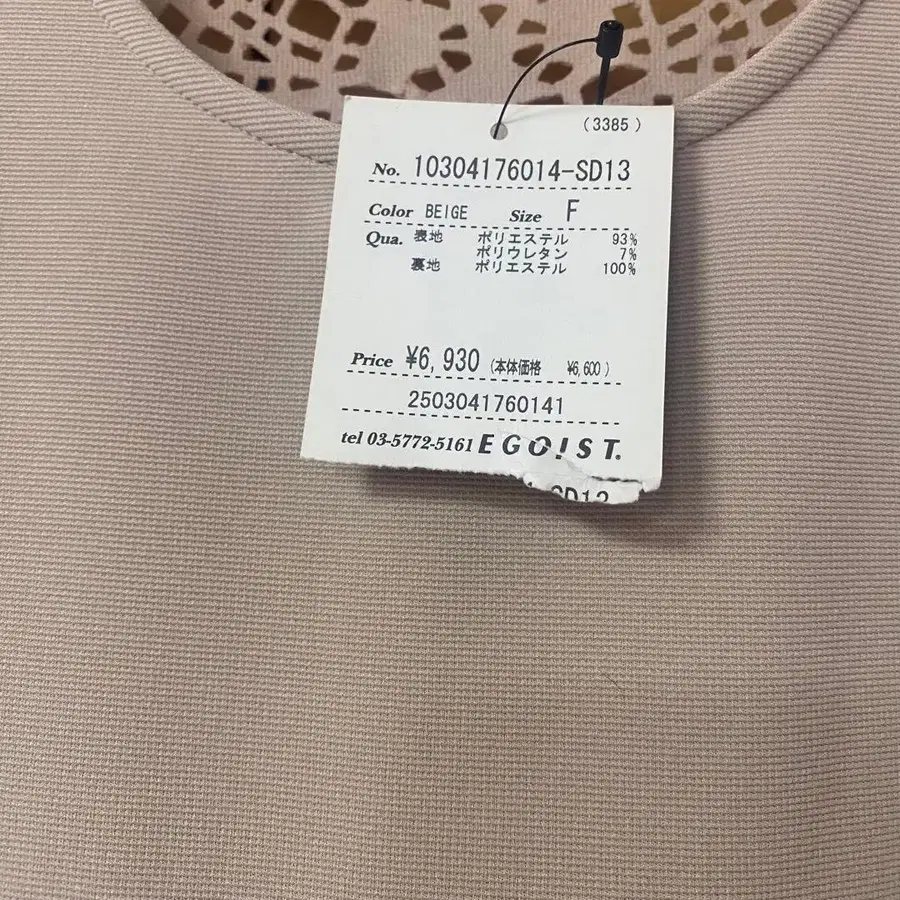 (3385 )
No. 10304176014-SD13
Color BEIGE Size F
Qua. 表地 ポリエステル 93%
ポリウレタン 7%
裏地 ポリエステル 100%
Price ¥6,930 (本体価格 ¥6,600 )
2503041760141
tel 03-5772-5161 EGOIST.